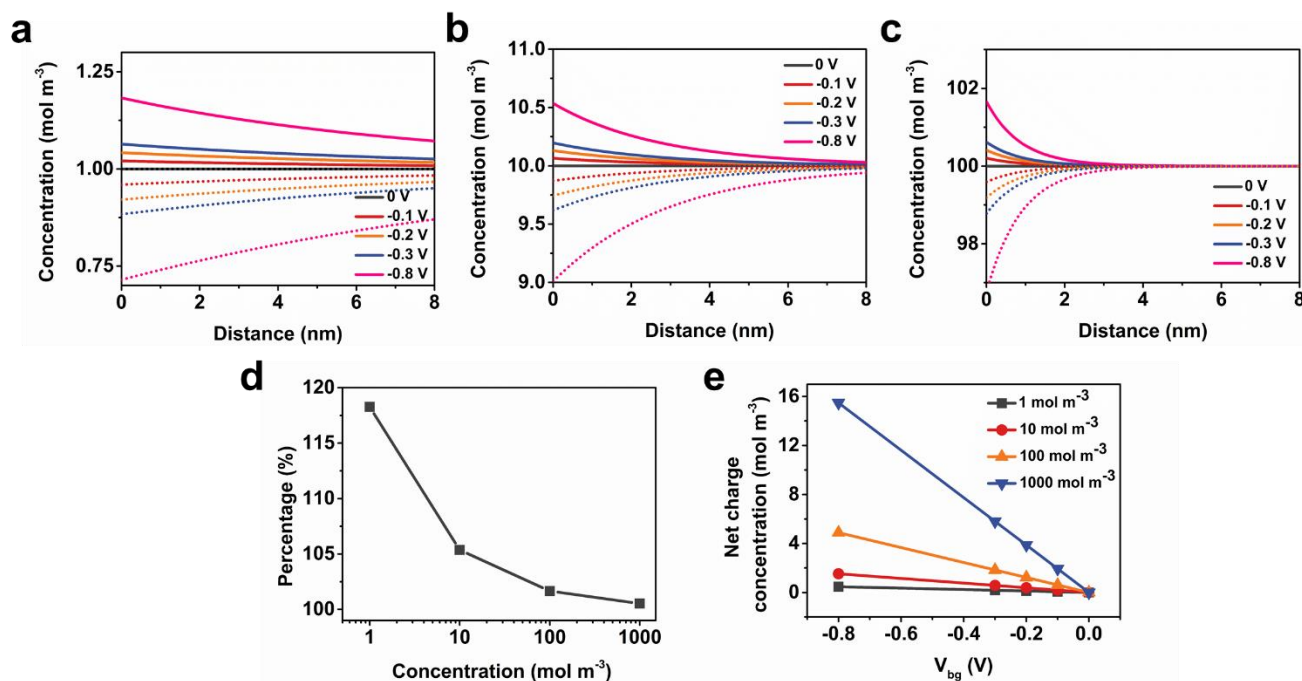 a
Concentration (mol m⁻³)
1.25
1.00
0.75
0 V
-0.1 V
-0.2 V
-0.3 V
-0.8 V
0 2 4 6 8
Distance (nm)
b
Concentration (mol m⁻³)
11.0
10.5
10.0
9.5
9.0
0 V
-0.1 V
-0.2 V
-0.3 V
-0.8 V
0 2 4 6 8
Distance (nm)
c
Concentration (mol m⁻³)
102
100
98
0 V
-0.1 V
-0.2 V
-0.3 V
-0.8 V
0 2 4 6 8
Distance (nm)
d
Percentage (%)
120
115
110
105
100
1 10 100 1000
Concentration (mol m⁻³)
e
Net charge
concentration (mol m⁻³)
16
12
8
4
0
1 mol m⁻³
10 mol m⁻³
100 mol m⁻³
1000 mol m⁻³
-0.8 -0.6 -0.4 -0.2 0.0
V_bg (V)